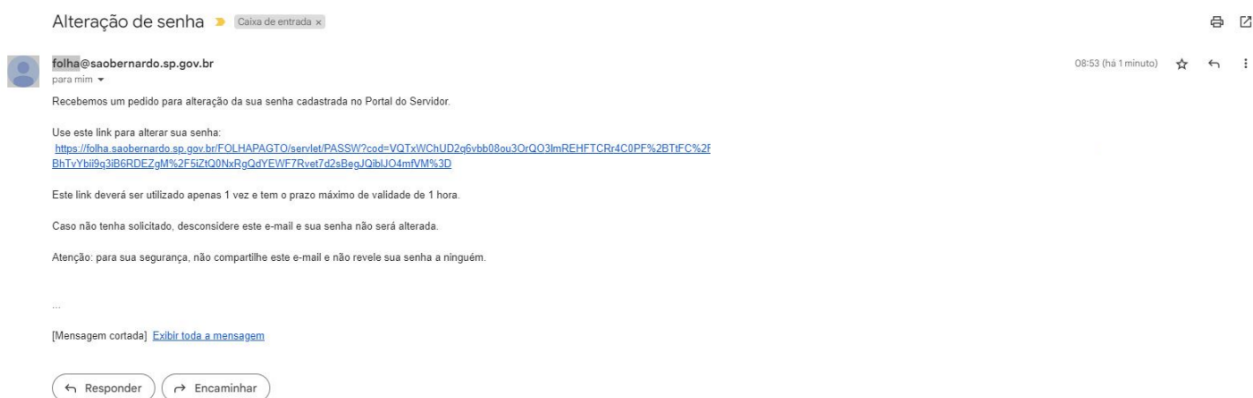 Alteração de senha Caixa de entrada x
folha@saobernardo.sp.gov.br 08:53 (há 1 minuto)
para mim
Recebemos um pedido para alteração da sua senha cadastrada no Portal do Servidor.
Use este link para alterar sua senha:
https://folha.saobernardo.sp.gov.br/FOLHAPAGTO/servlet/PASSW?cod=VQTxWChUD2q6vbb08ou3OrQO3ImREHFTCRr4C0PF%2BTtFC%2F
BhTvYbii9q3iB6RDEZgM%2F5iZtQ0NxRgQdYEWF7Rvet7d2sBegJQiblJO4mfVM%3D
Este link deverá ser utilizado apenas 1 vez e tem o prazo máximo de validade de 1 hora.
Caso não tenha solicitado, desconsidere este e-mail e sua senha não será alterada.
Atenção: para sua segurança, não compartilhe este e-mail e não revele sua senha a ninguém.
...
[Mensagem cortada] Exibir toda a mensagem
Responder Encaminhar